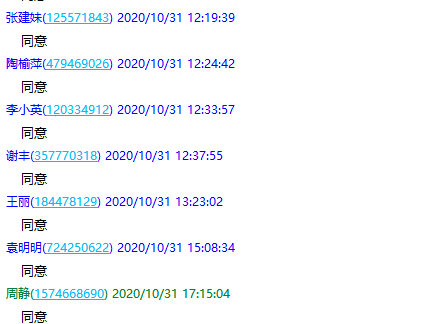 张建妹(125571843) 2020/10/31 12:19:39
同意
陶榆萍(479469026) 2020/10/31 12:24:42
同意
李小英(120334912) 2020/10/31 12:33:57
同意
谢丰(357770318) 2020/10/31 12:37:55
同意
王丽(184478129) 2020/10/31 13:23:02
同意
袁明明(724250622) 2020/10/31 15:08:34
同意
周静(1574668690) 2020/10/31 17:15:04
同意